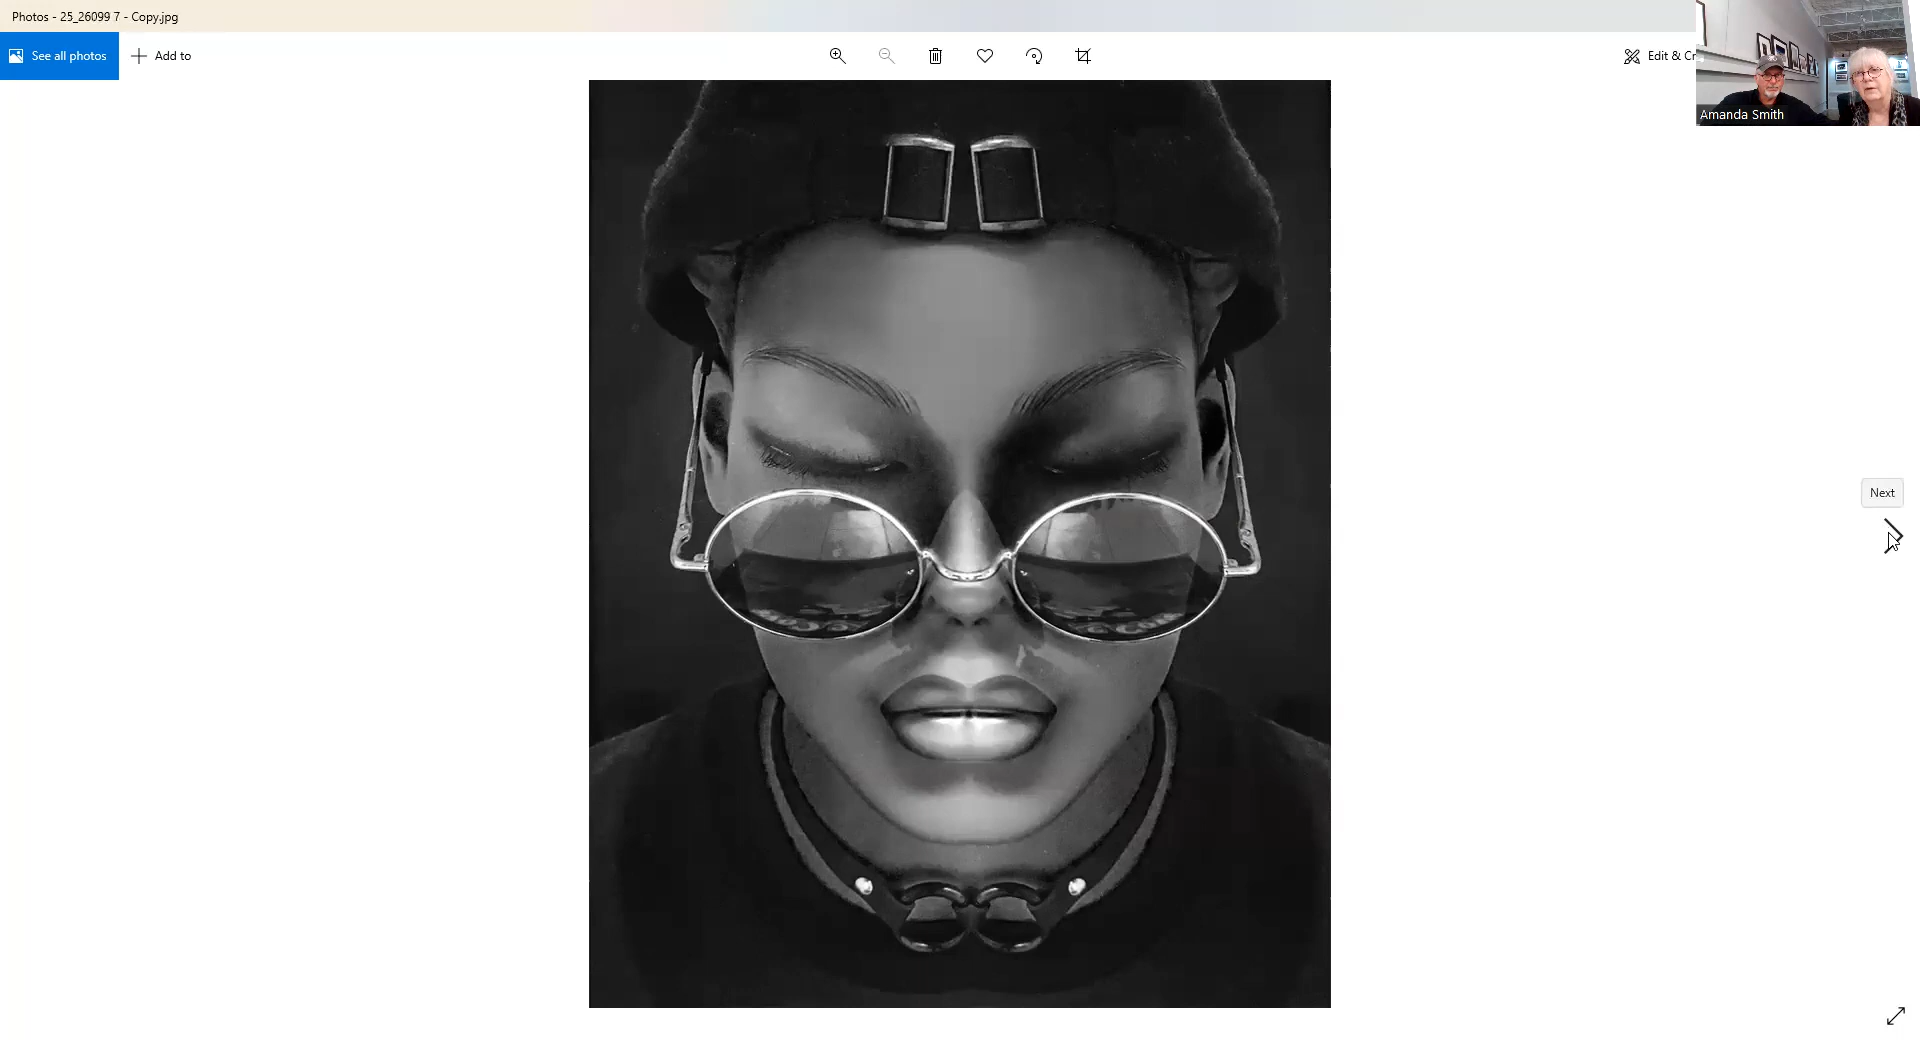 Photos - 25_26099 7 - Copy.jpg
See all photos
Add to
Edit & Cr
Amanda Smith
Next